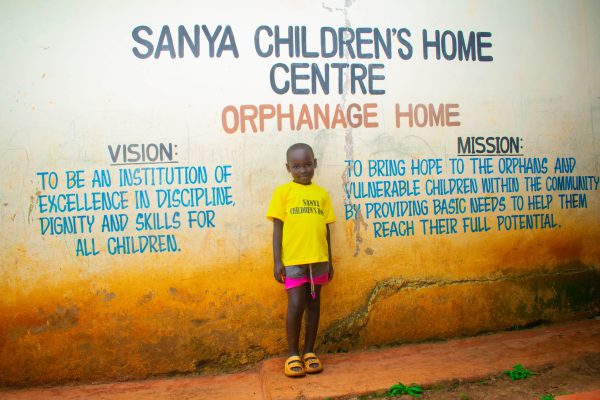 SANYA CHILDREN'S HOME
CENTRE
ORPHANAGE HOME
VISION:
TO BE AN INSTITUTION OF
EXCELLENCE IN DISCIPLINE,
DIGNITY AND SKILLS FOR
ALL CHILDREN.
MISSION:
TO BRING HOPE TO THE ORPHANS AND
VULNERABLE CHILDREN WITHIN THE COMMUNITY
BY PROVIDING BASIC NEEDS TO HELP THEM
REACH THEIR FULL POTENTIAL.
SANYA
CHILDREN'S